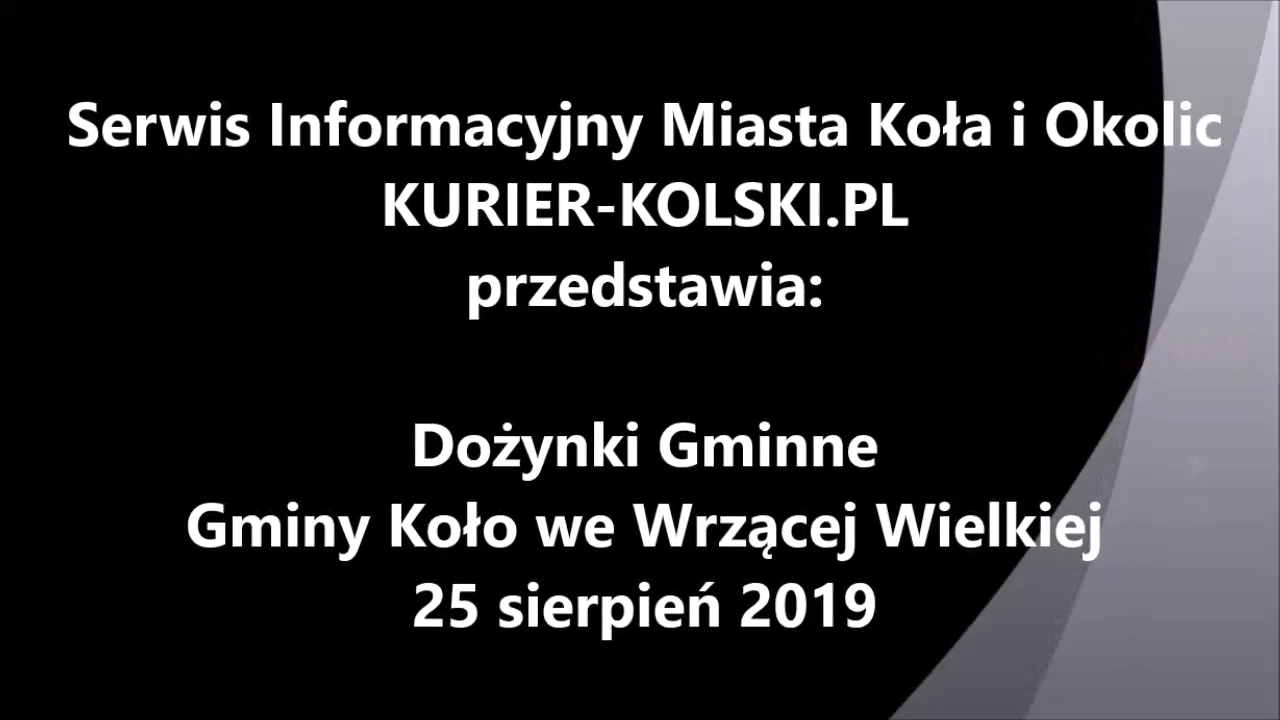 Serwis Informacyjny Miasta Koła i Okolic
KURIER-KOLSKI.PL
przedstawia:
Dożynki Gminne
Gminy Koło we Wrzącej Wielkiej
25 sierpień 2019